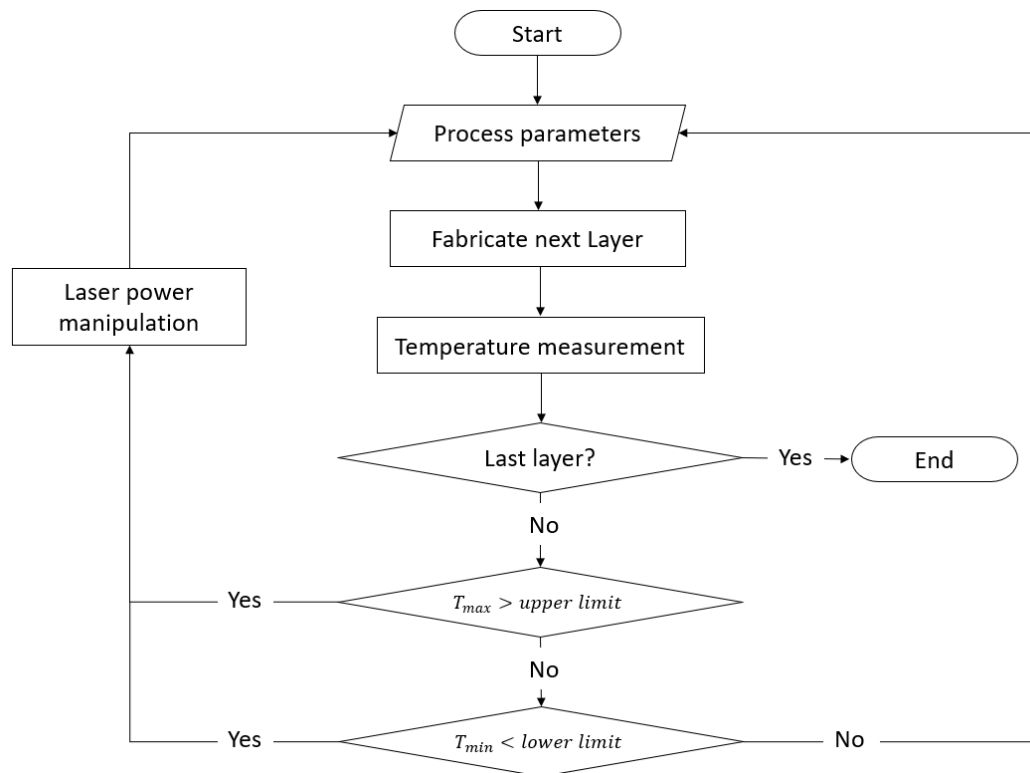 Start
Process parameters
Fabricate next Layer
Laser power
manipulation
Temperature measurement
Last layer?
Yes
End
No
Yes
T_max > upper limit
No
Yes
T_min < lower limit
No